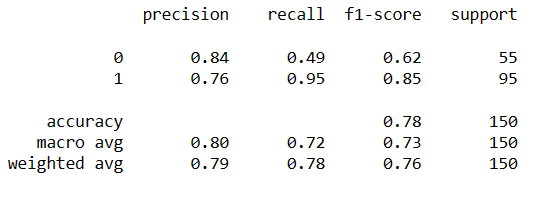 precision recall f1-score support
0 0.84 0.49 0.62 55
1 0.76 0.95 0.85 95
accuracy 0.78 150
macro avg 0.80 0.72 0.73 150
weighted avg 0.79 0.78 0.76 150